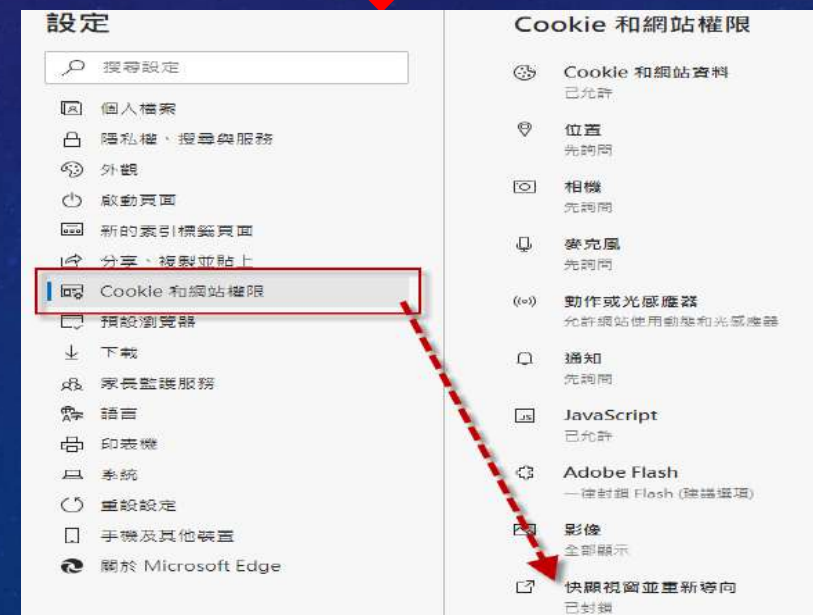 設定
搜尋設定
個人檔案
隱私權、搜尋與服務
外觀
啟動頁面
新的索引標籤頁面
分享、複製並貼上
Cookie 和網站權限
預設瀏覽器
下載
家長監護服務
語言
印表機
系統
重設設定
手機及其他裝置
關於 Microsoft Edge
Cookie 和網站權限
Cookie 和網站資料
已允許
位置
先詢問
相機
先詢問
麥克風
先詢問
動作或光感應器
允許網站使用動態和光感應器
通知
先詢問
JS
JavaScript
已允許
Adobe Flash
一律封鎖 Flash (建議選項)
影像
全部顯示
快顯視窗並重新導向
已封鎖